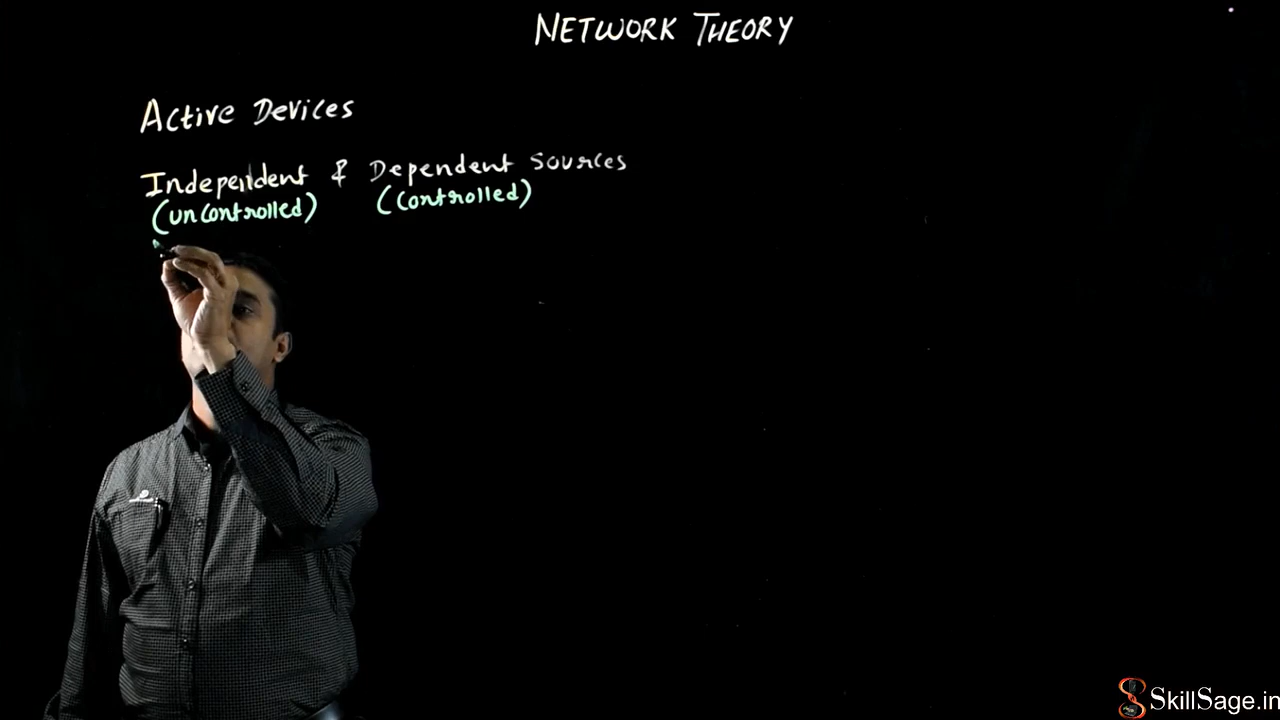 NETWORK THEORY
Active Devices
Independent & Dependent Sources
(uncontrolled) (controlled)
SkillSage.in